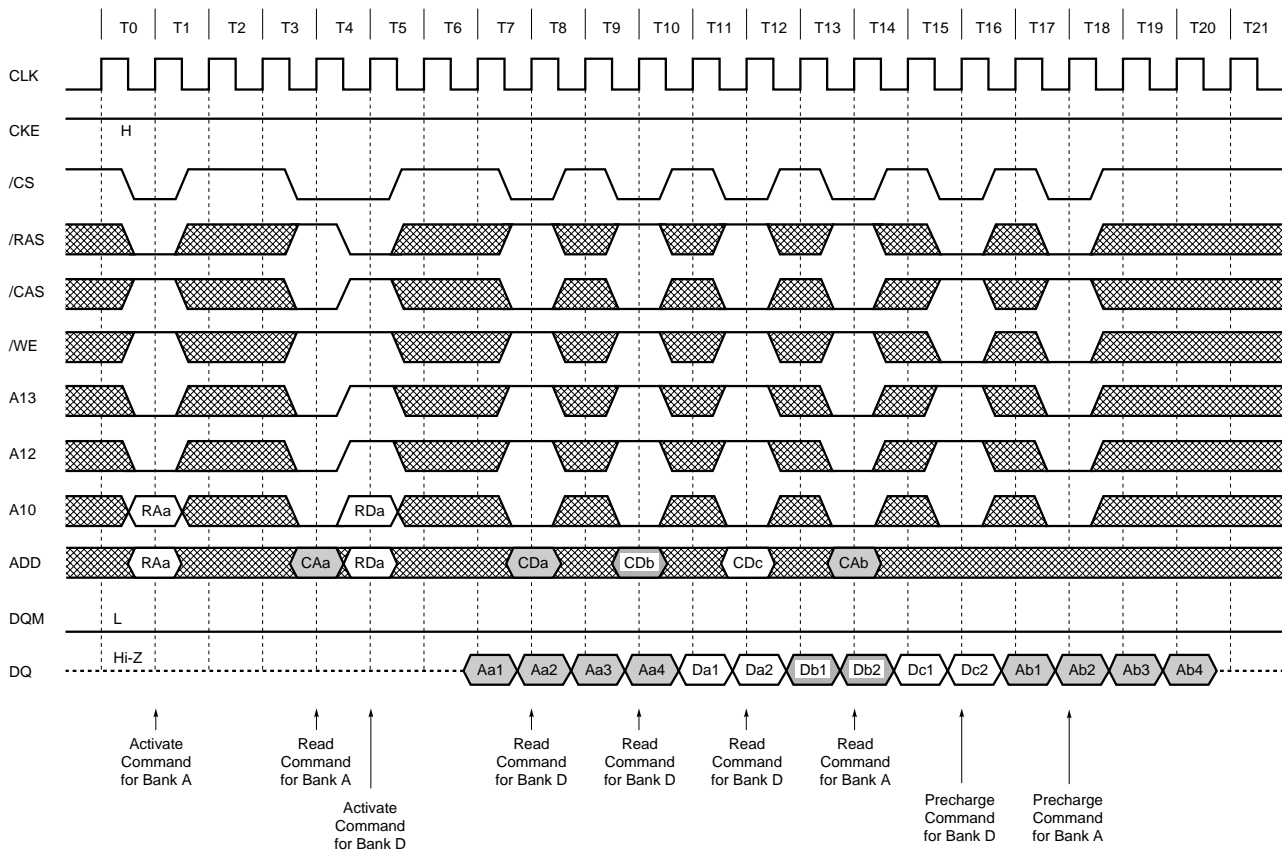 T0 T1 T2 T3 T4 T5 T6 T7 T8 T9 T10 T11 T12 T13 T14 T15 T16 T17 T18 T19 T20 T21
CLK
CKE H
/CS
/RAS
/CAS
/WE
A13
A12
A10 RAa RDa
ADD RAa CAa RDa CDa CDb CDc CAb
DQM L
Hi-Z
DQ Aa1 Aa2 Aa3 Aa4 Da1 Da2 Db1 Db2 Dc1 Dc2 Ab1 Ab2 Ab3 Ab4
Activate
Command
for Bank A
Read
Command
for Bank A
Activate
Command
for Bank D
Read
Command
for Bank D
Read
Command
for Bank D
Read
Command
for Bank D
Read
Command
for Bank A
Precharge
Command
for Bank D
Precharge
Command
for Bank A